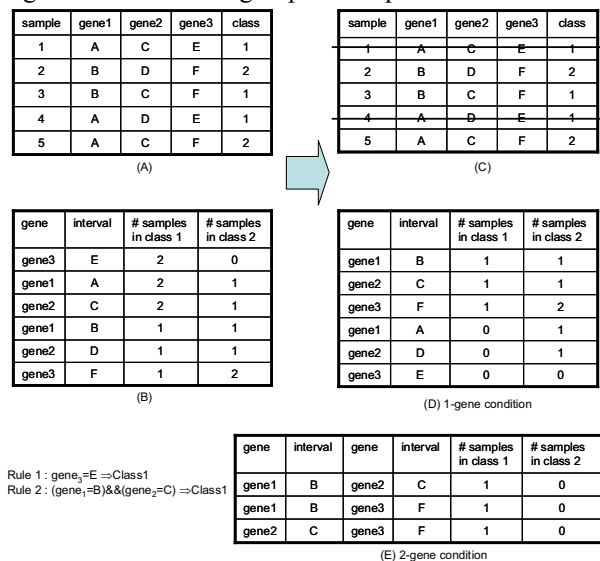 sample gene1 gene2 gene3 class
1 A C E 1
2 B D F 2
3 B C F 1
4 A D E 1
5 A C F 2
(A)
sample gene1 gene2 gene3 class
1 A C E 1
2 B D F 2
3 B C F 1
4 A D E 1
5 A C F 2
(C)
gene interval # samples in class 1 # samples in class 2
gene3 E 2 0
gene1 A 2 1
gene2 C 2 1
gene1 B 1 1
gene2 D 1 1
gene3 F 1 2
(B)
gene interval # samples in class 1 # samples in class 2
gene1 B 1 1
gene2 C 1 1
gene3 F 1 2
gene1 A 0 1
gene2 D 0 1
gene3 E 0 0
(D) 1-gene condition
Rule 1 : gene3=E ⇒Class1
Rule 2 : (gene1=B)&&(gene2=C) ⇒Class1
gene interval gene interval # samples in class 1 # samples in class 2
gene1 B gene2 C 1 0
gene1 B gene3 F 1 0
gene2 C gene3 F 1 0
(E) 2-gene condition